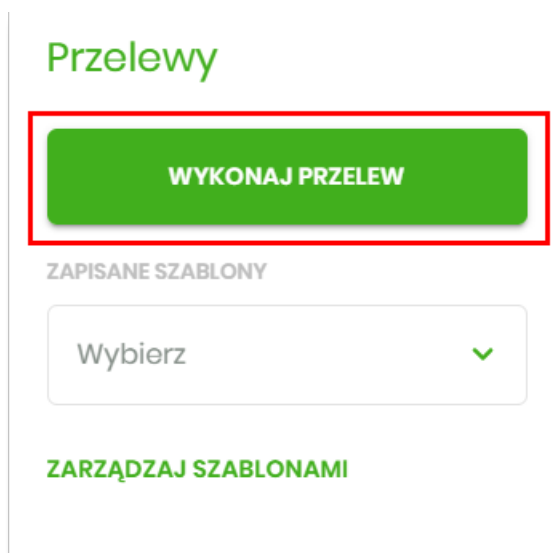 Przelewy
WYKONAJ PRZELEW
ZAPISANE SZABLONY
Wybierz
ZARZĄDZAJ SZABLONAMI